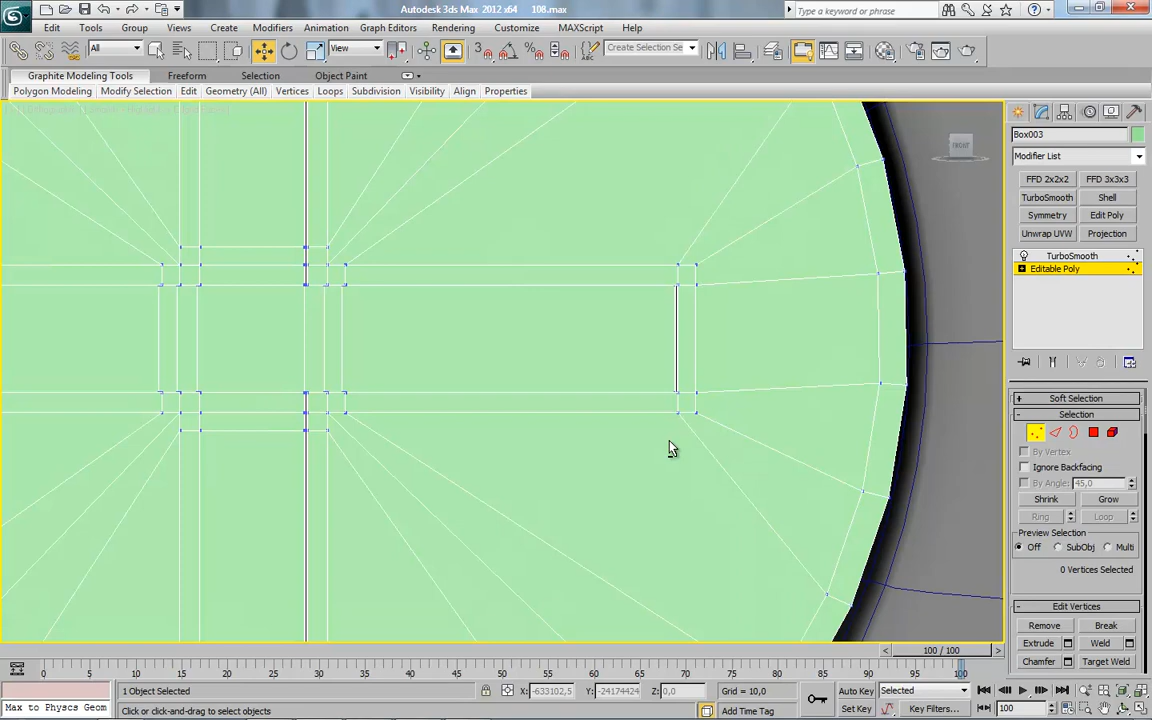 Autodesk 3ds Max 2012 x64 108.max
Type a keyword or phrase
Edit Tools Group Views Create Modifiers Animation Graph Editors Rendering Customize MAXScript Help
All View Create Selection Se
Graphite Modeling Tools Freeform Selection Object Paint
Polygon Modeling Modify Selection Edit Geometry (All) Vertices Loops Subdivision Visibility Align Properties
FRONT
Box003
Modifier List
FFD 2x2x2 FFD 3x3x3
TurboSmooth Shell
Symmetry Edit Poly
Unwrap UVW Projection
TurboSmooth
Editable Poly
+ Soft Selection
- Selection
By Vertex
Ignore Backfacing
By Angle: 45,0
Shrink Grow
Ring Loop
Preview Selection
Off SubObj Multi
0 Vertices Selected
- Edit Vertices
Remove Break
Extrude Weld
Chamfer Target Weld
100 / 100
0 5 10 15 20 25 30 35 40 45 50 55 60 65 70 75 80 85 90 95 100
1 Object Selected X: -633102,5 Y: -24174424 Z: 0,0 Grid = 10,0 Auto Key Selected
Max to Physcs Geom Click or click-and-drag to select objects Add Time Tag Set Key Key Filters... 100